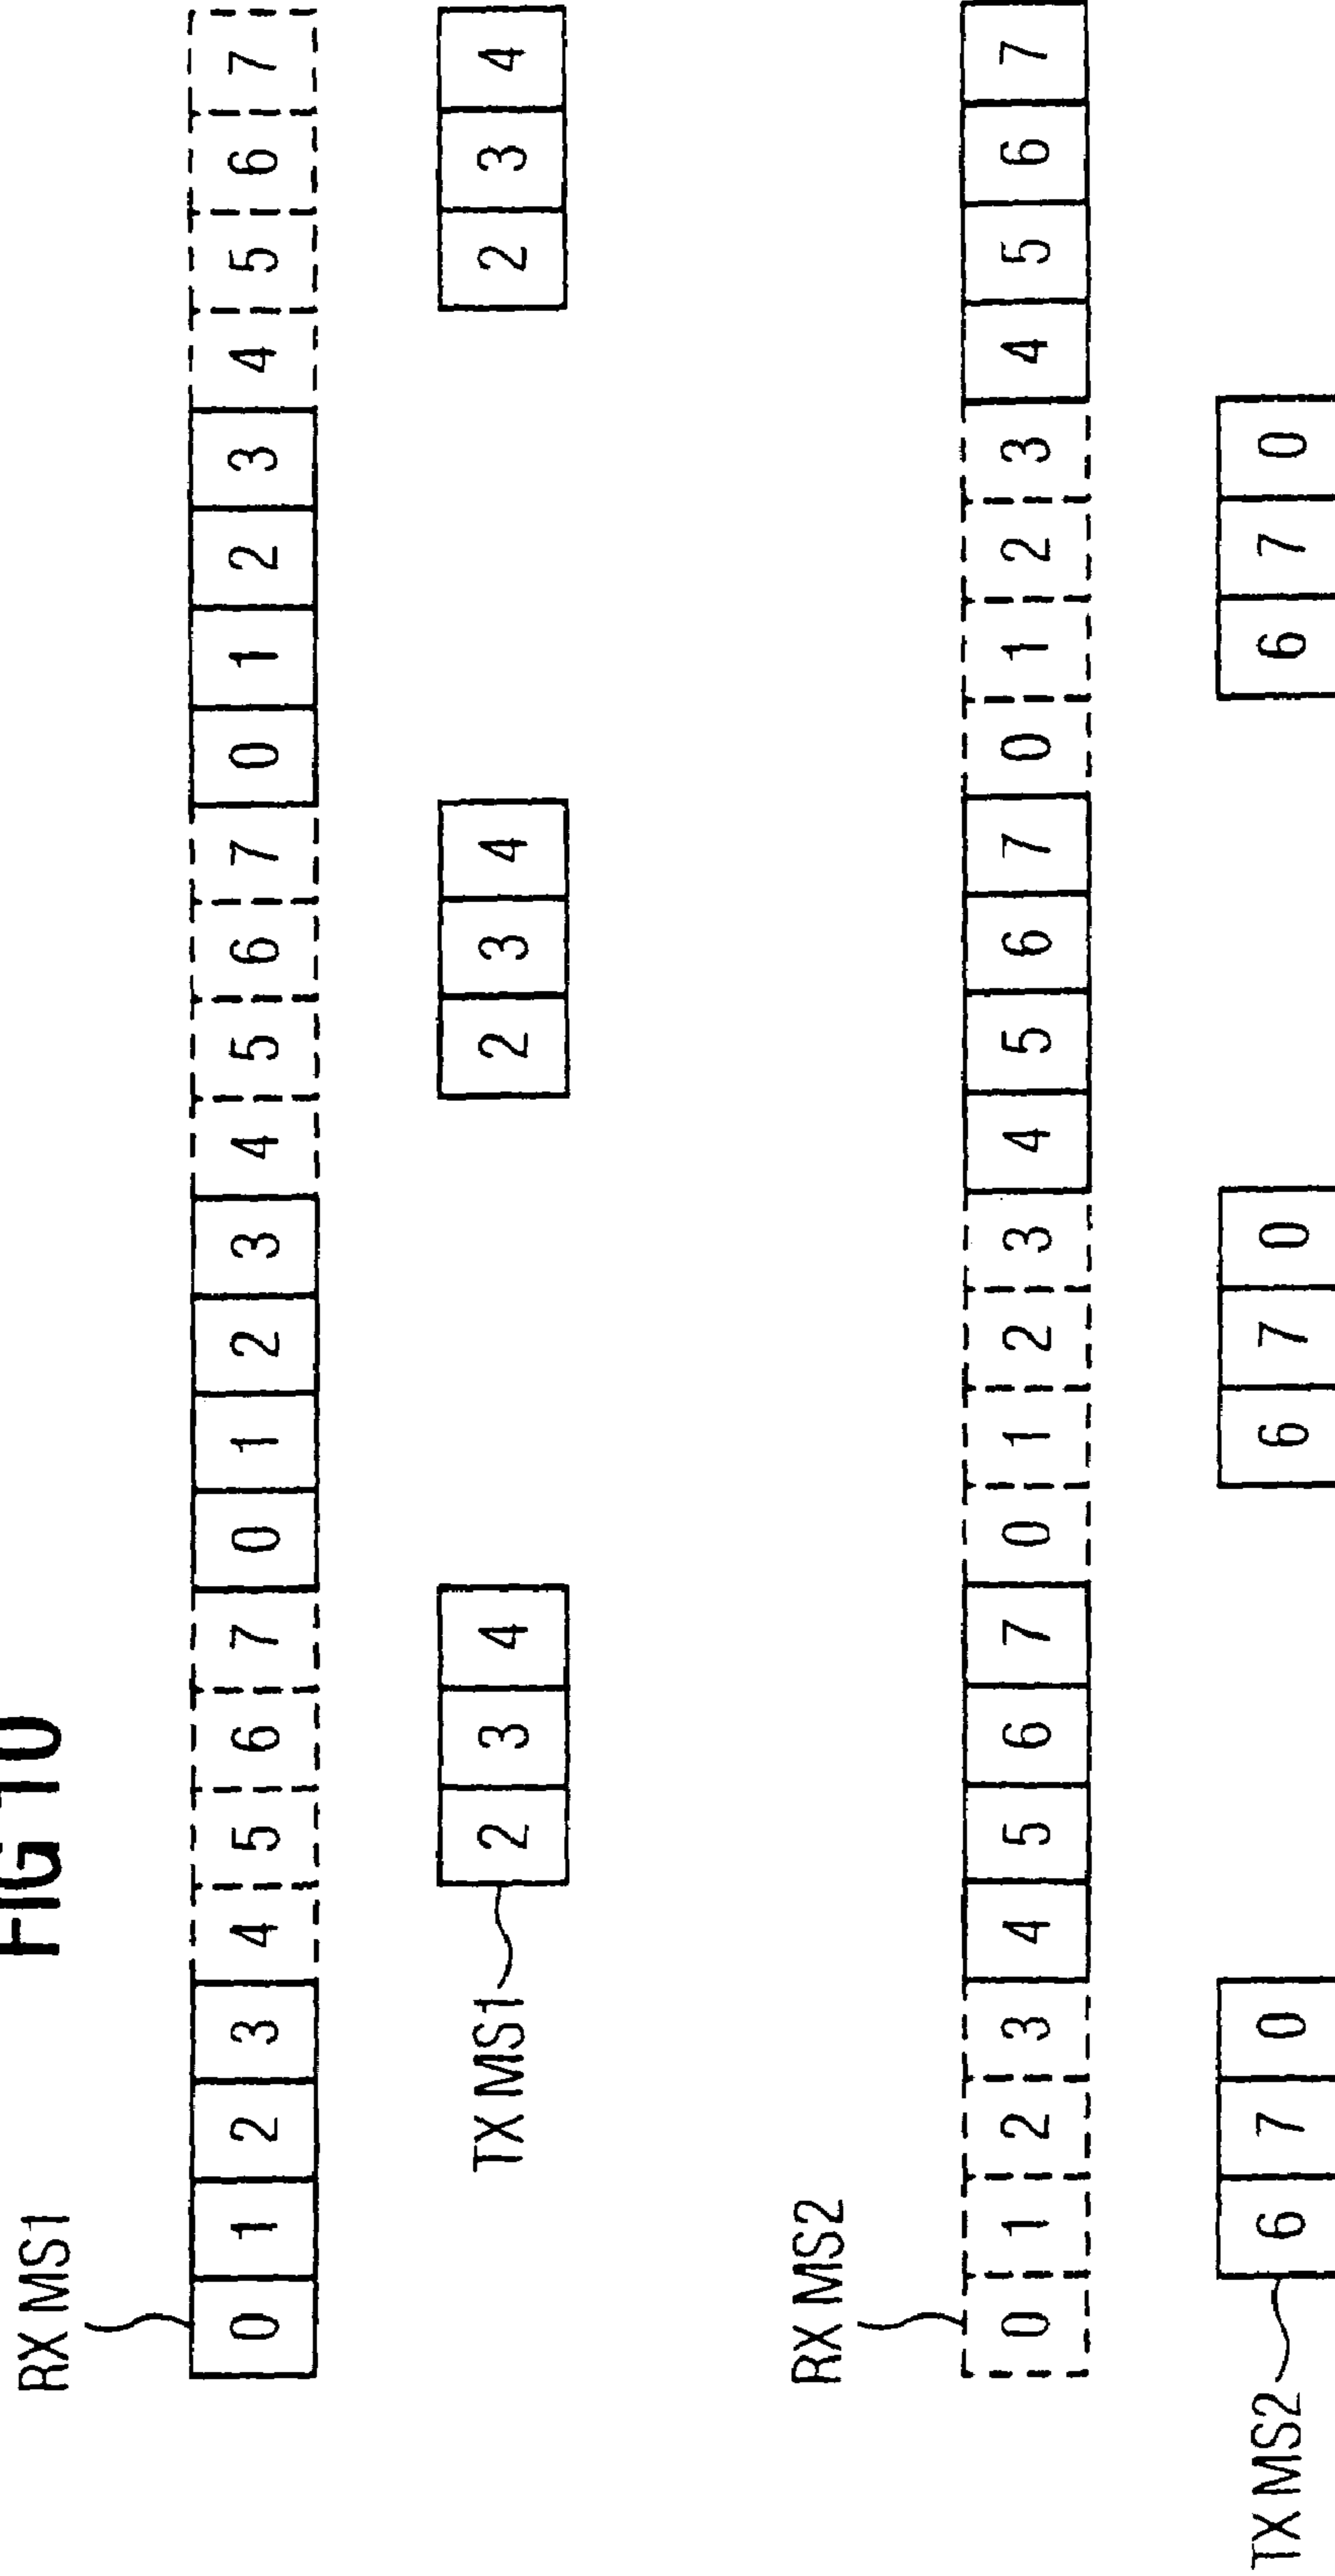 FIG 10
RX MS1
0 1 2 3 4 5 6 7 0 1 2 3 4 5 6 7 0 1 2 3 4 5 6 7
TX MS1
2 3 4 2 3 4 2 3 4
RX MS2
0 1 2 3 4 5 6 7 0 1 2 3 4 5 6 7 0 1 2 3 4 5 6 7
TX MS2
6 7 0 6 7 0 6 7 0